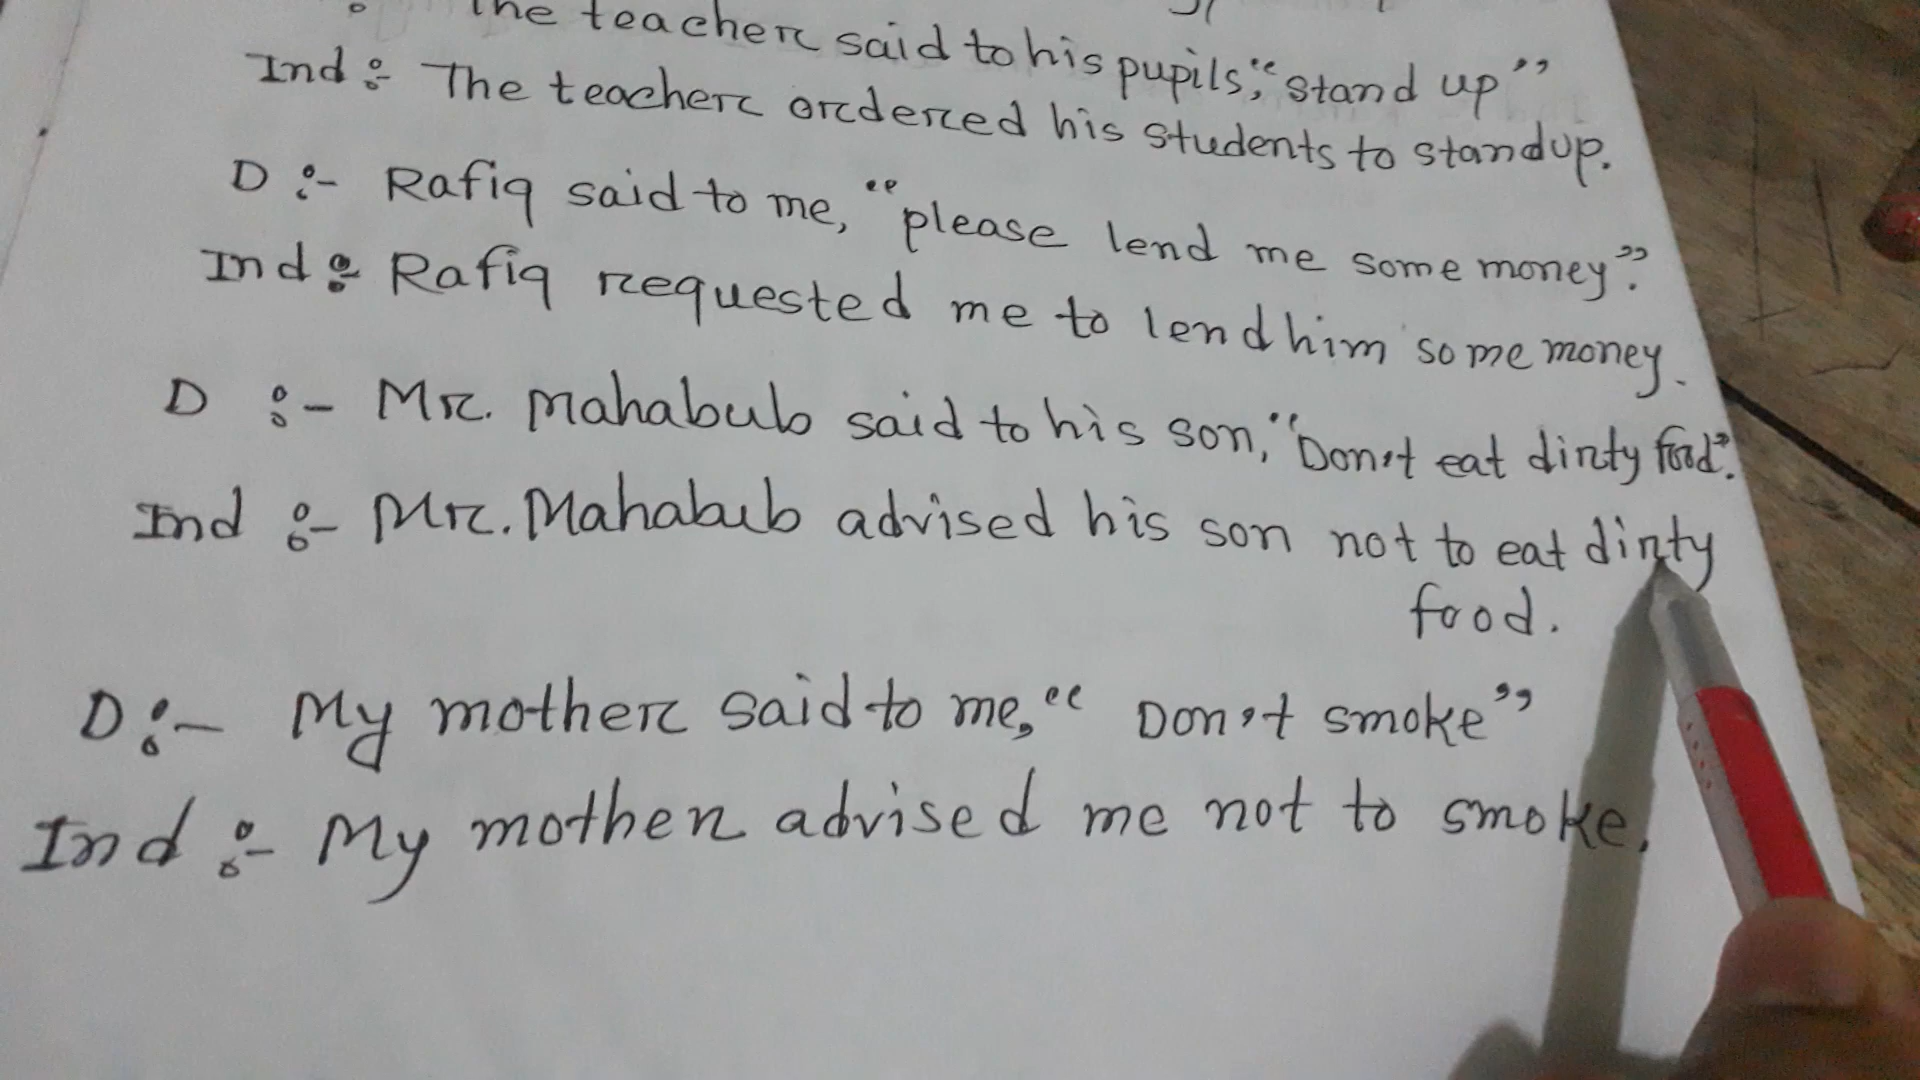 The teacher said to his pupils, "stand up"
Ind :- The teacher ordered his students to standup.
D :- Rafiq said to me, "please lend me some money".
Ind :- Rafiq requested me to lend him some money.
D :- Mr. Mahabub said to his son, "Don't eat dirty food".
Ind :- Mr. Mahabub advised his son not to eat dirty
food.
D :- My mother said to me, "Don't smoke"
Ind :- My mother advised me not to smoke.